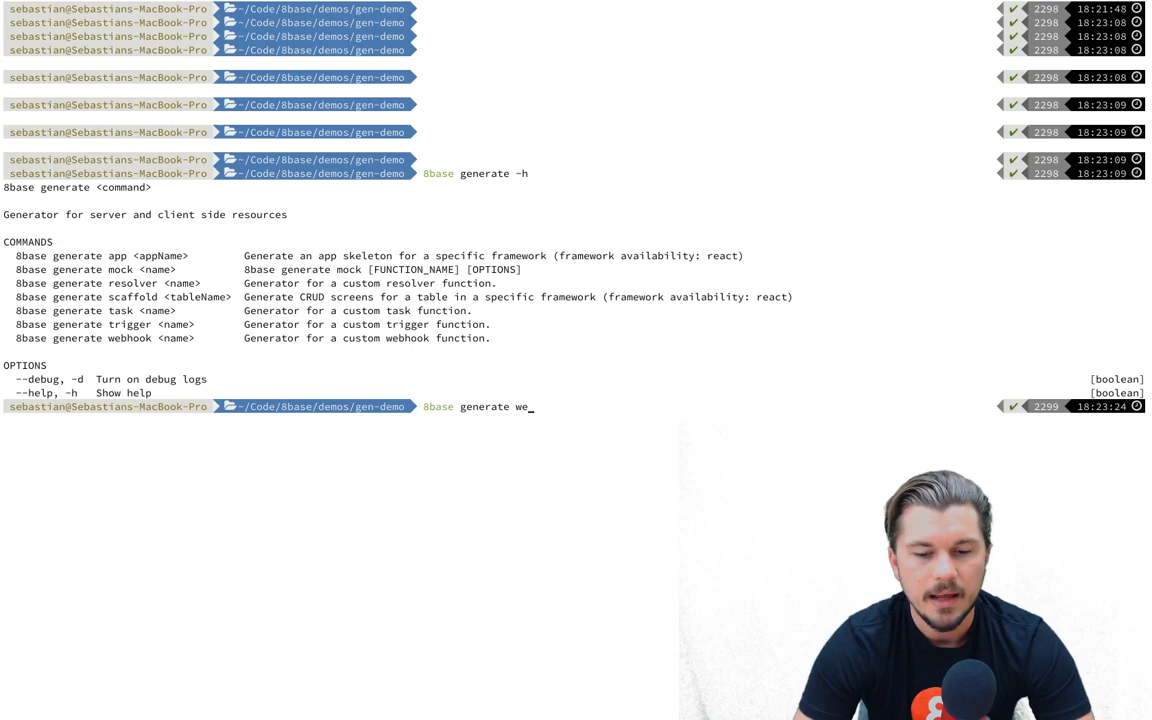 sebastian@Sebastians-MacBook-Pro ~/Code/8base/demos/gen-demo ✔ 2298 18:21:48
sebastian@Sebastians-MacBook-Pro ~/Code/8base/demos/gen-demo ✔ 2298 18:23:08
sebastian@Sebastians-MacBook-Pro ~/Code/8base/demos/gen-demo ✔ 2298 18:23:08
sebastian@Sebastians-MacBook-Pro ~/Code/8base/demos/gen-demo ✔ 2298 18:23:08
sebastian@Sebastians-MacBook-Pro ~/Code/8base/demos/gen-demo ✔ 2298 18:23:08
sebastian@Sebastians-MacBook-Pro ~/Code/8base/demos/gen-demo ✔ 2298 18:23:09
sebastian@Sebastians-MacBook-Pro ~/Code/8base/demos/gen-demo ✔ 2298 18:23:09
sebastian@Sebastians-MacBook-Pro ~/Code/8base/demos/gen-demo ✔ 2298 18:23:09
sebastian@Sebastians-MacBook-Pro ~/Code/8base/demos/gen-demo 8base generate -h ✔ 2298 18:23:09
8base generate <command>
Generator for server and client side resources
COMMANDS
8base generate app <appName> Generate an app skeleton for a specific framework (framework availability: react)
8base generate mock <name> 8base generate mock [FUNCTION_NAME] [OPTIONS]
8base generate resolver <name> Generator for a custom resolver function.
8base generate scaffold <tableName> Generate CRUD screens for a table in a specific framework (framework availability: react)
8base generate task <name> Generator for a custom task function.
8base generate trigger <name> Generator for a custom trigger function.
8base generate webhook <name> Generator for a custom webhook function.
OPTIONS
--debug, -d Turn on debug logs [boolean]
--help, -h Show help [boolean]
sebastian@Sebastians-MacBook-Pro ~/Code/8base/demos/gen-demo 8base generate we_ ✔ 2299 18:23:24